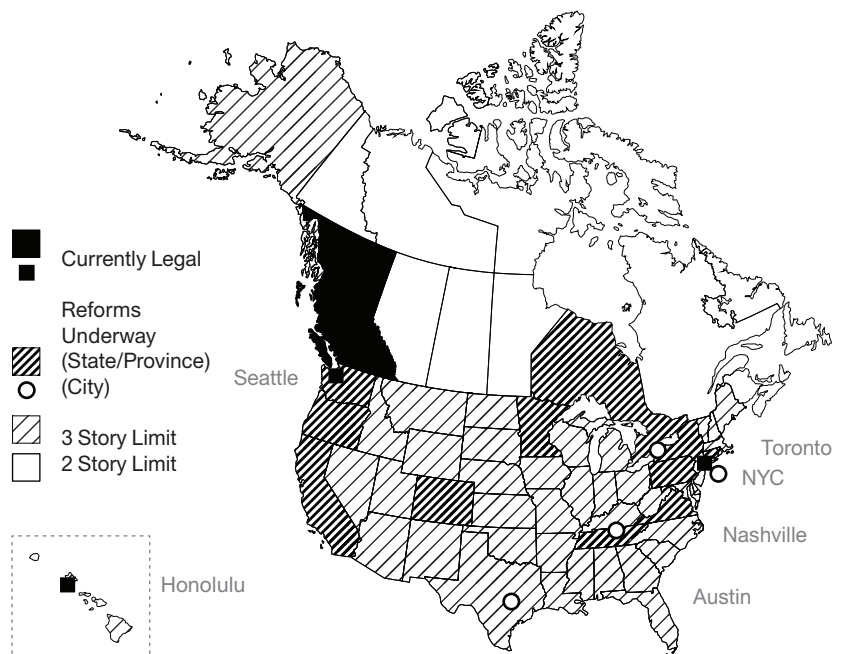 Currently Legal
Reforms
Underway
(State/Province)
(City)
3 Story Limit
2 Story Limit
Seattle
Toronto
NYC
Nashville
Austin
Honolulu